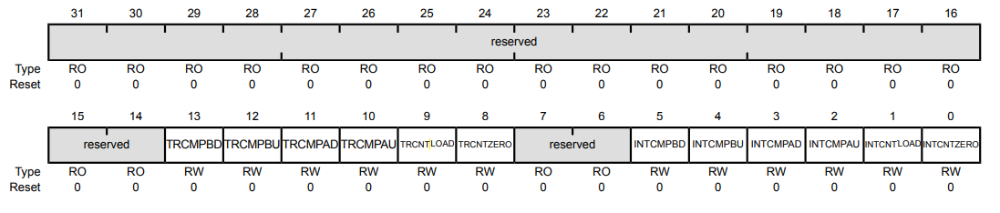 31 30 29 28 27 26 25 24 23 22 21 20 19 18 17 16
reserved
Type RO RO RO RO RO RO RO RO RO RO RO RO RO RO RO RO
Reset 0 0 0 0 0 0 0 0 0 0 0 0 0 0 0 0
15 14 13 12 11 10 9 8 7 6 5 4 3 2 1 0
reserved TRCMPBD TRCMPBU TRCMPAD TRCMPAU TRCNTLOAD TRCNTZERO reserved INTCMPBD INTCMPBU INTCMPAD INTCMPAU INTCNTLOAD INTCNTZERO
Type RO RO RW RW RW RW RW RW RO RO RW RW RW RW RW RW
Reset 0 0 0 0 0 0 0 0 0 0 0 0 0 0 0 0